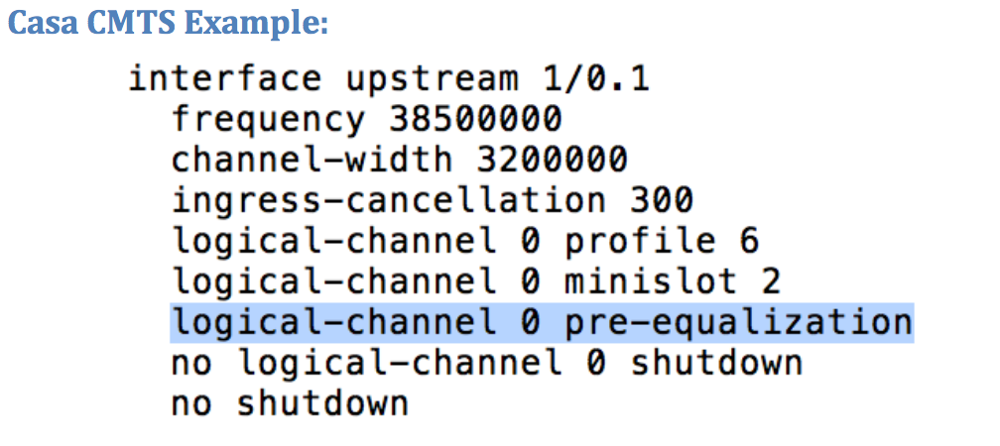 Casa CMTS Example:
interface upstream 1/0.1
frequency 38500000
channel-width 3200000
ingress-cancellation 300
logical-channel 0 profile 6
logical-channel 0 minislot 2
logical-channel 0 pre-equalization
no logical-channel 0 shutdown
no shutdown